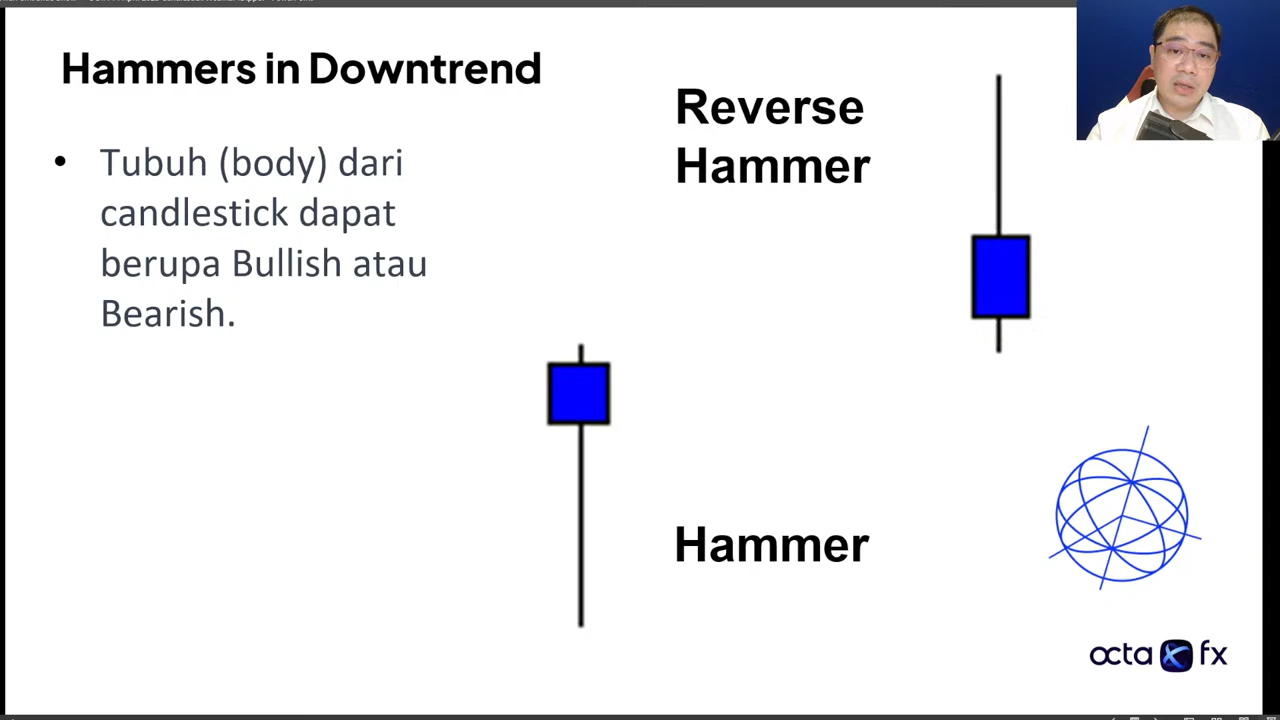 Hammers in Downtrend
• Tubuh (body) dari
candlestick dapat
berupa Bullish atau
Bearish.
Reverse
Hammer
Hammer
octa fx